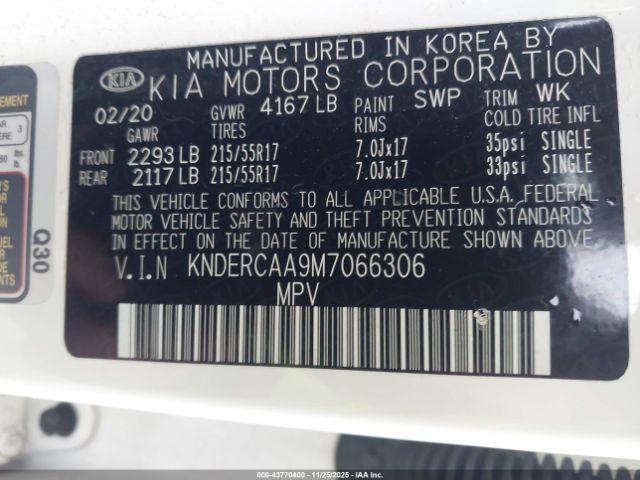 MANUFACTURED IN KOREA BY
KIA KIA MOTORS CORPORATION
02/20 GVWR 4167 LB PAINT SWP TRIM WK
GAWR TIRES RIMS COLD TIRE INFL
FRONT 2293 LB 215/55R17 7.0Jx17 35psi SINGLE
REAR 2117 LB 215/55R17 7.0Jx17 33psi SINGLE
THIS VEHICLE CONFORMS TO ALL APPLICABLE U.S.A. FEDERAL
MOTOR VEHICLE SAFETY AND THEFT PREVENTION STANDARDS
IN EFFECT ON THE DATE OF MANUFACTURE SHOWN ABOVE.
V.I.N KNDERCAA9M7066306
MPV
Q30
000-43770400 - 11/25/2025 - IAA Inc.